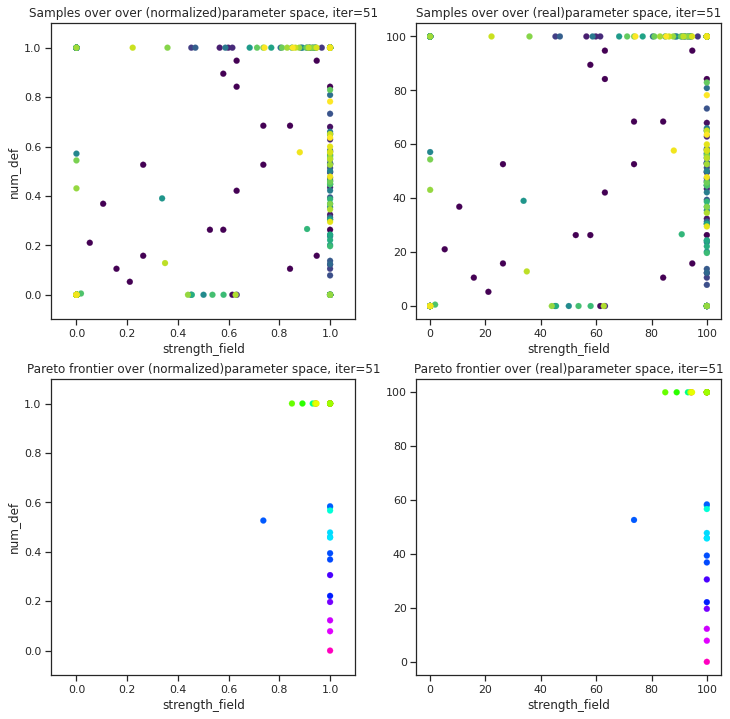 Samples over over (normalized)parameter space, iter=51
1.0
0.8
0.6
0.4
0.2
0.0
num_def
0.0 0.2 0.4 0.6 0.8 1.0
strength_field
Samples over over (real)parameter space, iter=51
100
80
60
40
20
0
0 20 40 60 80 100
strength_field
Pareto frontier over (normalized)parameter space, iter=51
1.0
0.8
0.6
0.4
0.2
0.0
num_def
0.0 0.2 0.4 0.6 0.8 1.0
strength_field
Pareto frontier over (real)parameter space, iter=51
100
80
60
40
20
0
0 20 40 60 80 100
strength_field